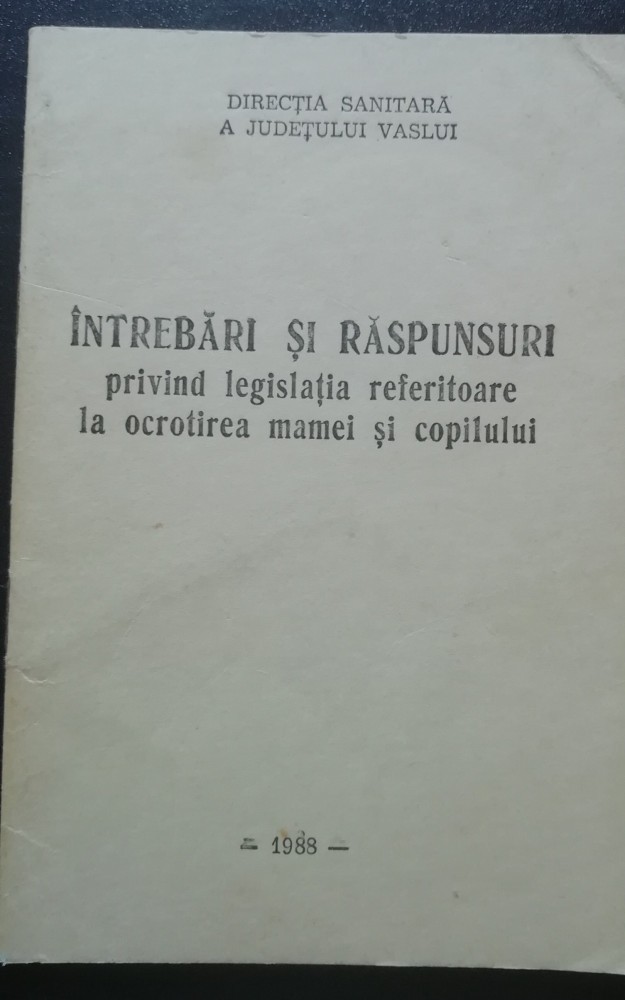 DIRECȚIA SANITARĂ
A JUDEȚULUI VASLUI
ÎNTREBĂRI ȘI RĂSPUNSURI
privind legislația referitoare
la ocrotirea mamei și copilului
— 1988 —